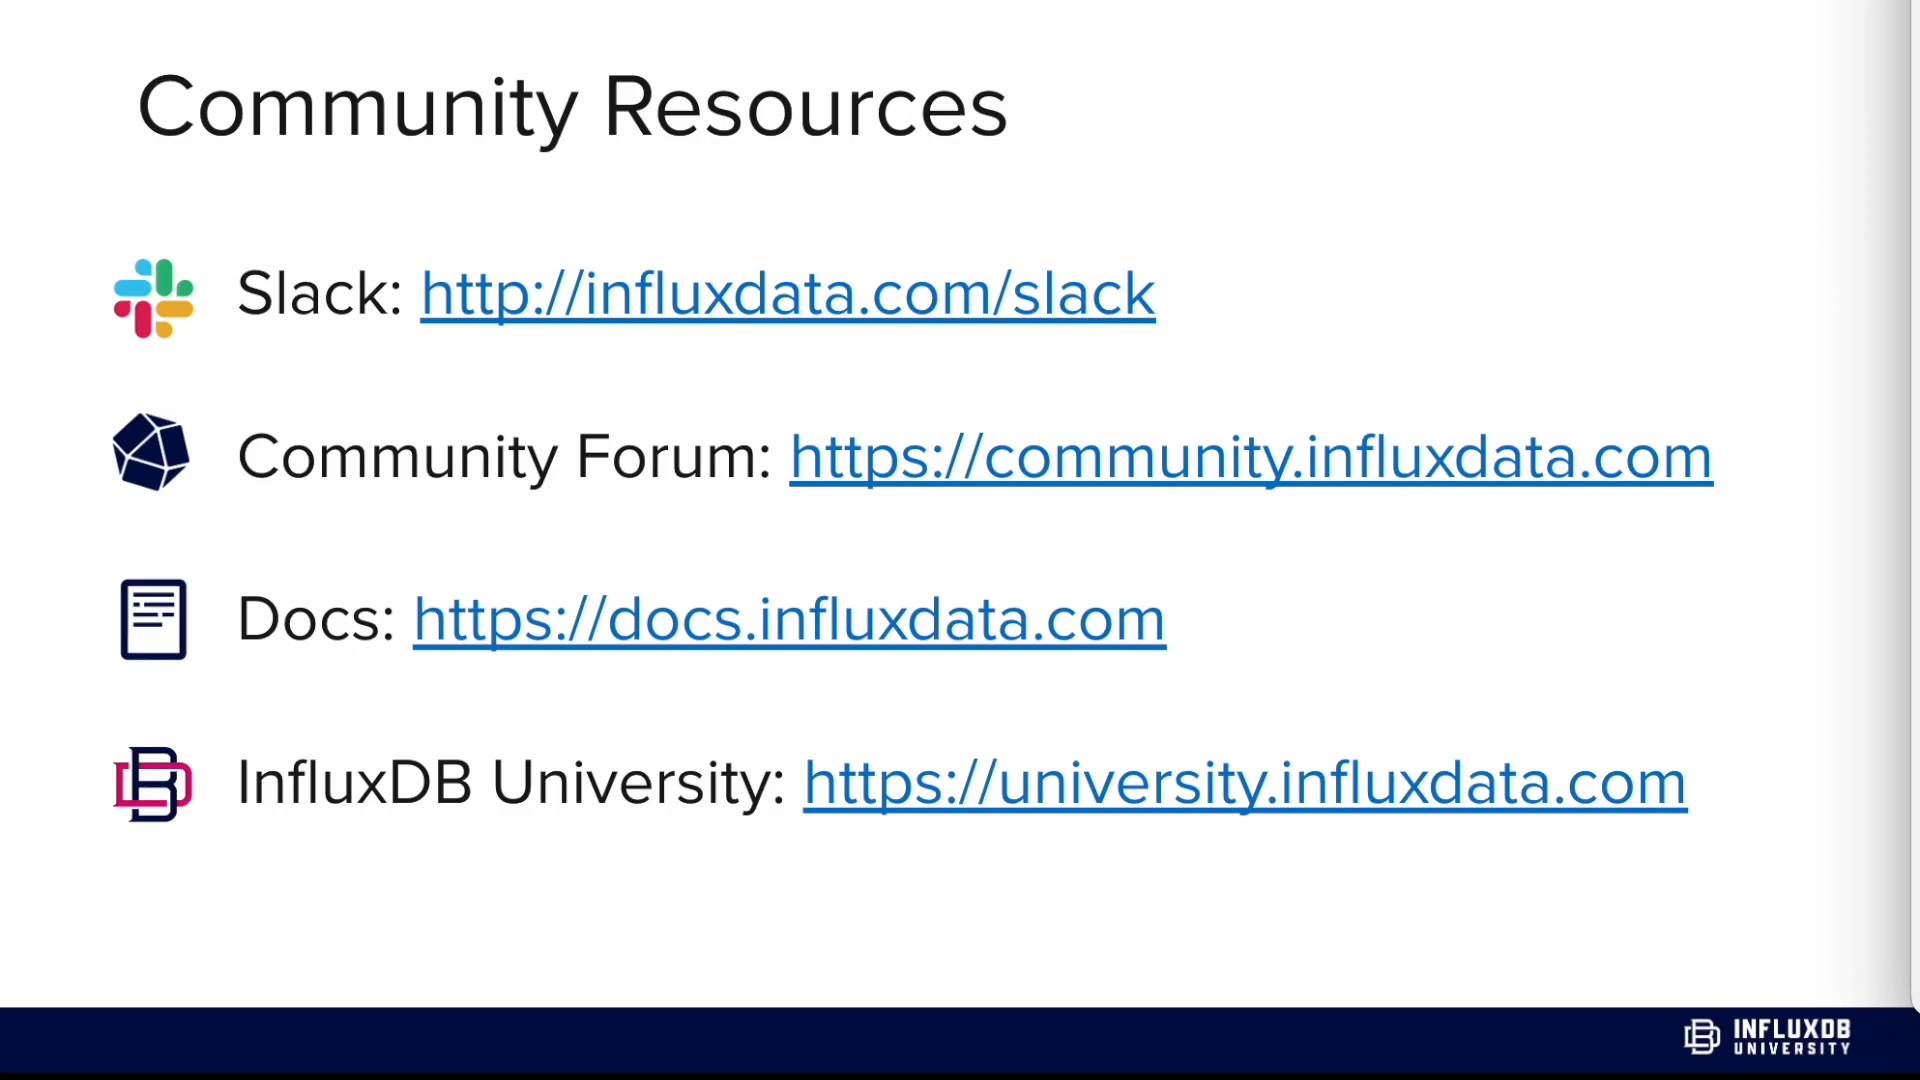 Community Resources
Slack: http://influxdata.com/slack
Community Forum: https://community.influxdata.com
Docs: https://docs.influxdata.com
InfluxDB University: https://university.influxdata.com
INFLUXDB
UNIVERSITY